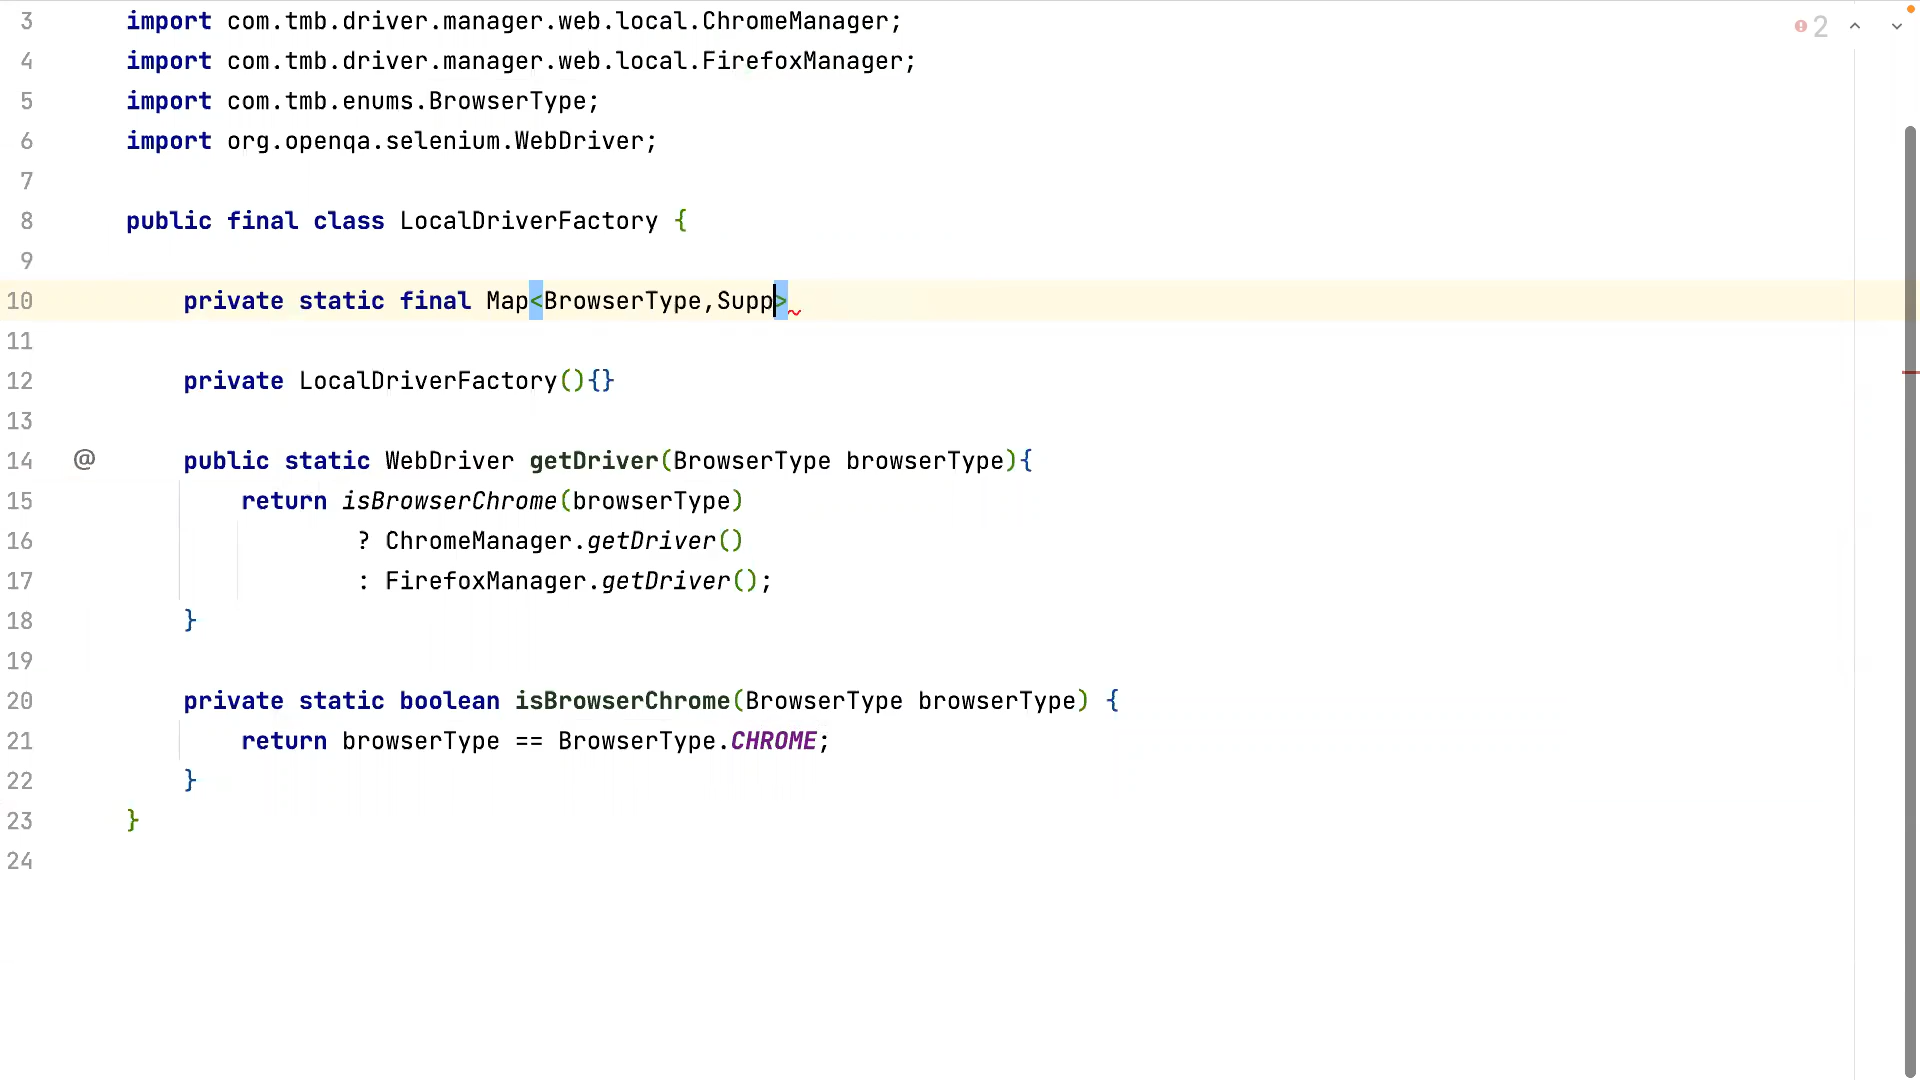 2
3 import com.tmb.driver.manager.web.local.ChromeManager;
4 import com.tmb.driver.manager.web.local.FirefoxManager;
5 import com.tmb.enums.BrowserType;
6 import org.openqa.selenium.WebDriver;
7
8 public final class LocalDriverFactory {
9
10 private static final Map<BrowserType,Supp>
11
12 private LocalDriverFactory(){}
13
14 @ public static WebDriver getDriver(BrowserType browserType){
15 return isBrowserChrome(browserType)
16 ? ChromeManager.getDriver()
17 : FirefoxManager.getDriver();
18 }
19
20 private static boolean isBrowserChrome(BrowserType browserType) {
21 return browserType == BrowserType.CHROME;
22 }
23 }
24